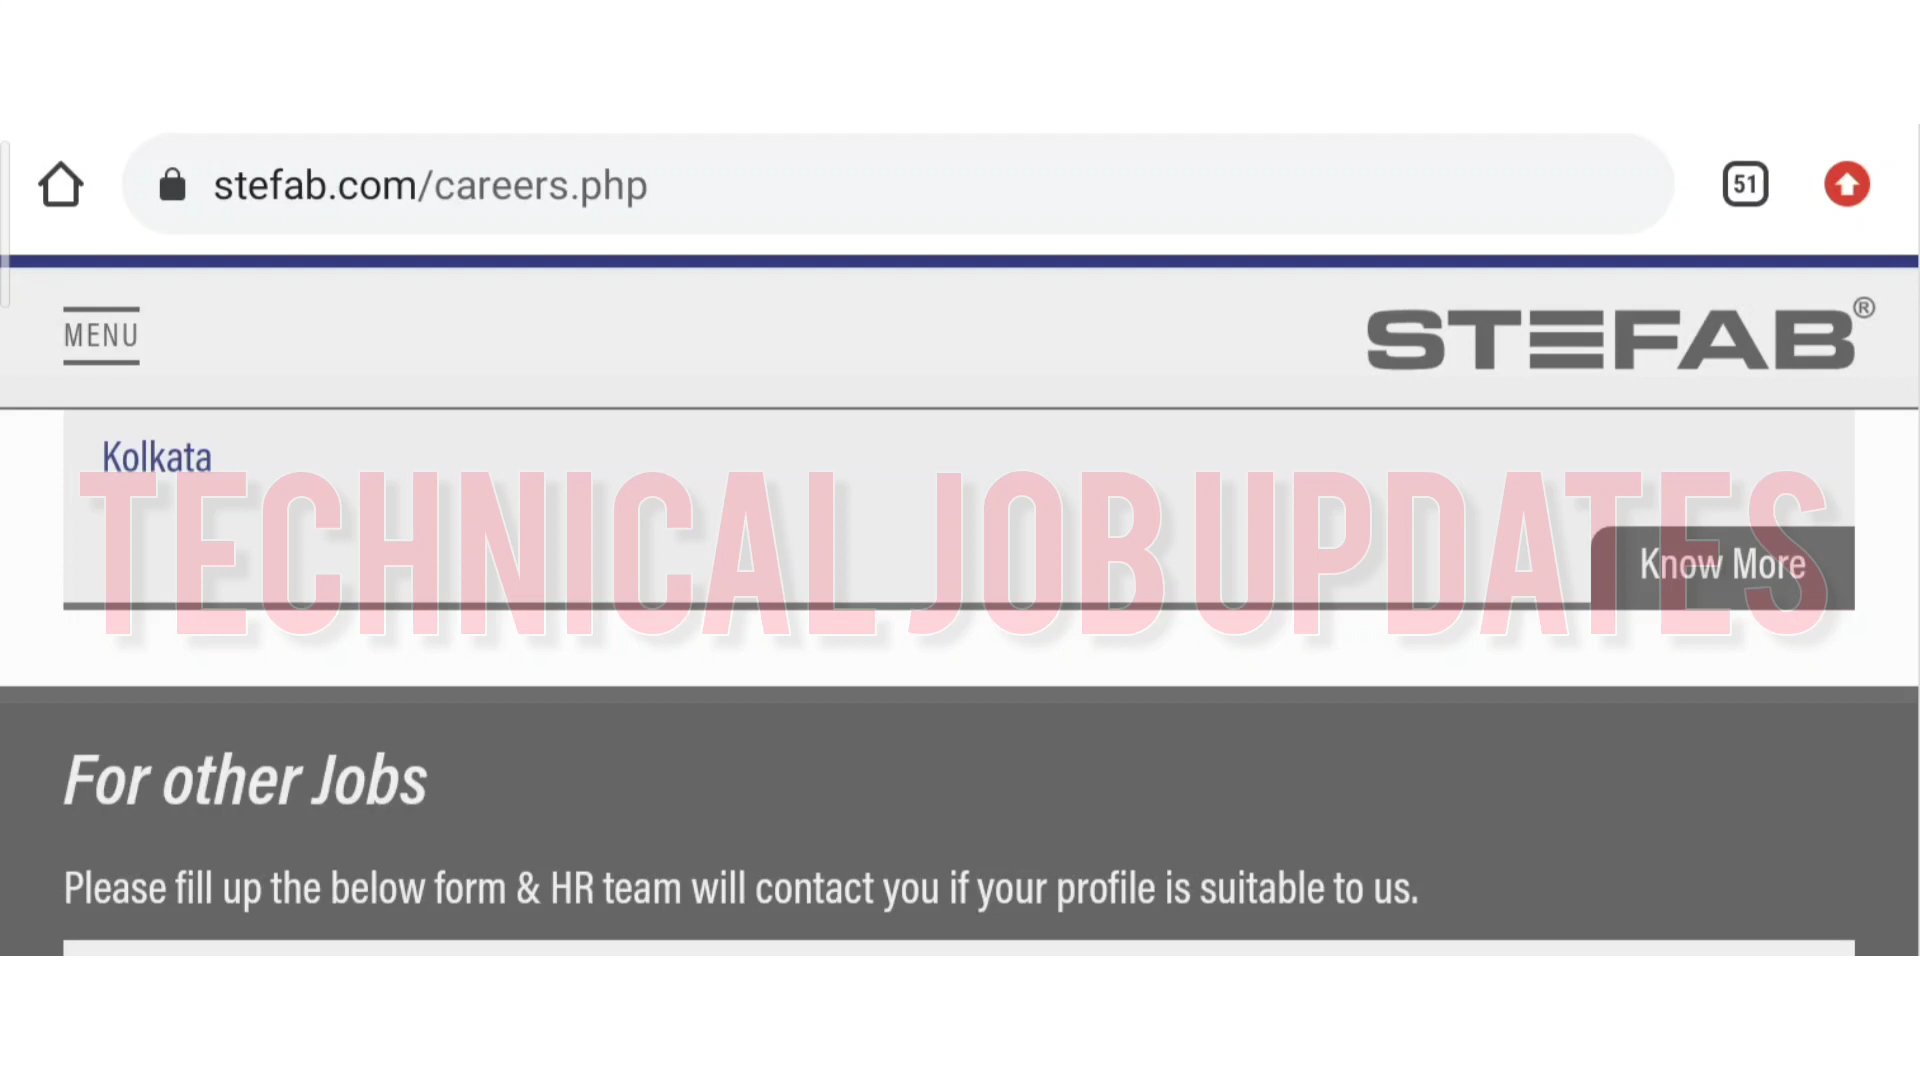 stefab.com/careers.php
51
MENU
STEFAB®
Kolkata
TECHNICAL JOB UPDATES
Know More
For other Jobs
Please fill up the below form & HR team will contact you if your profile is suitable to us.